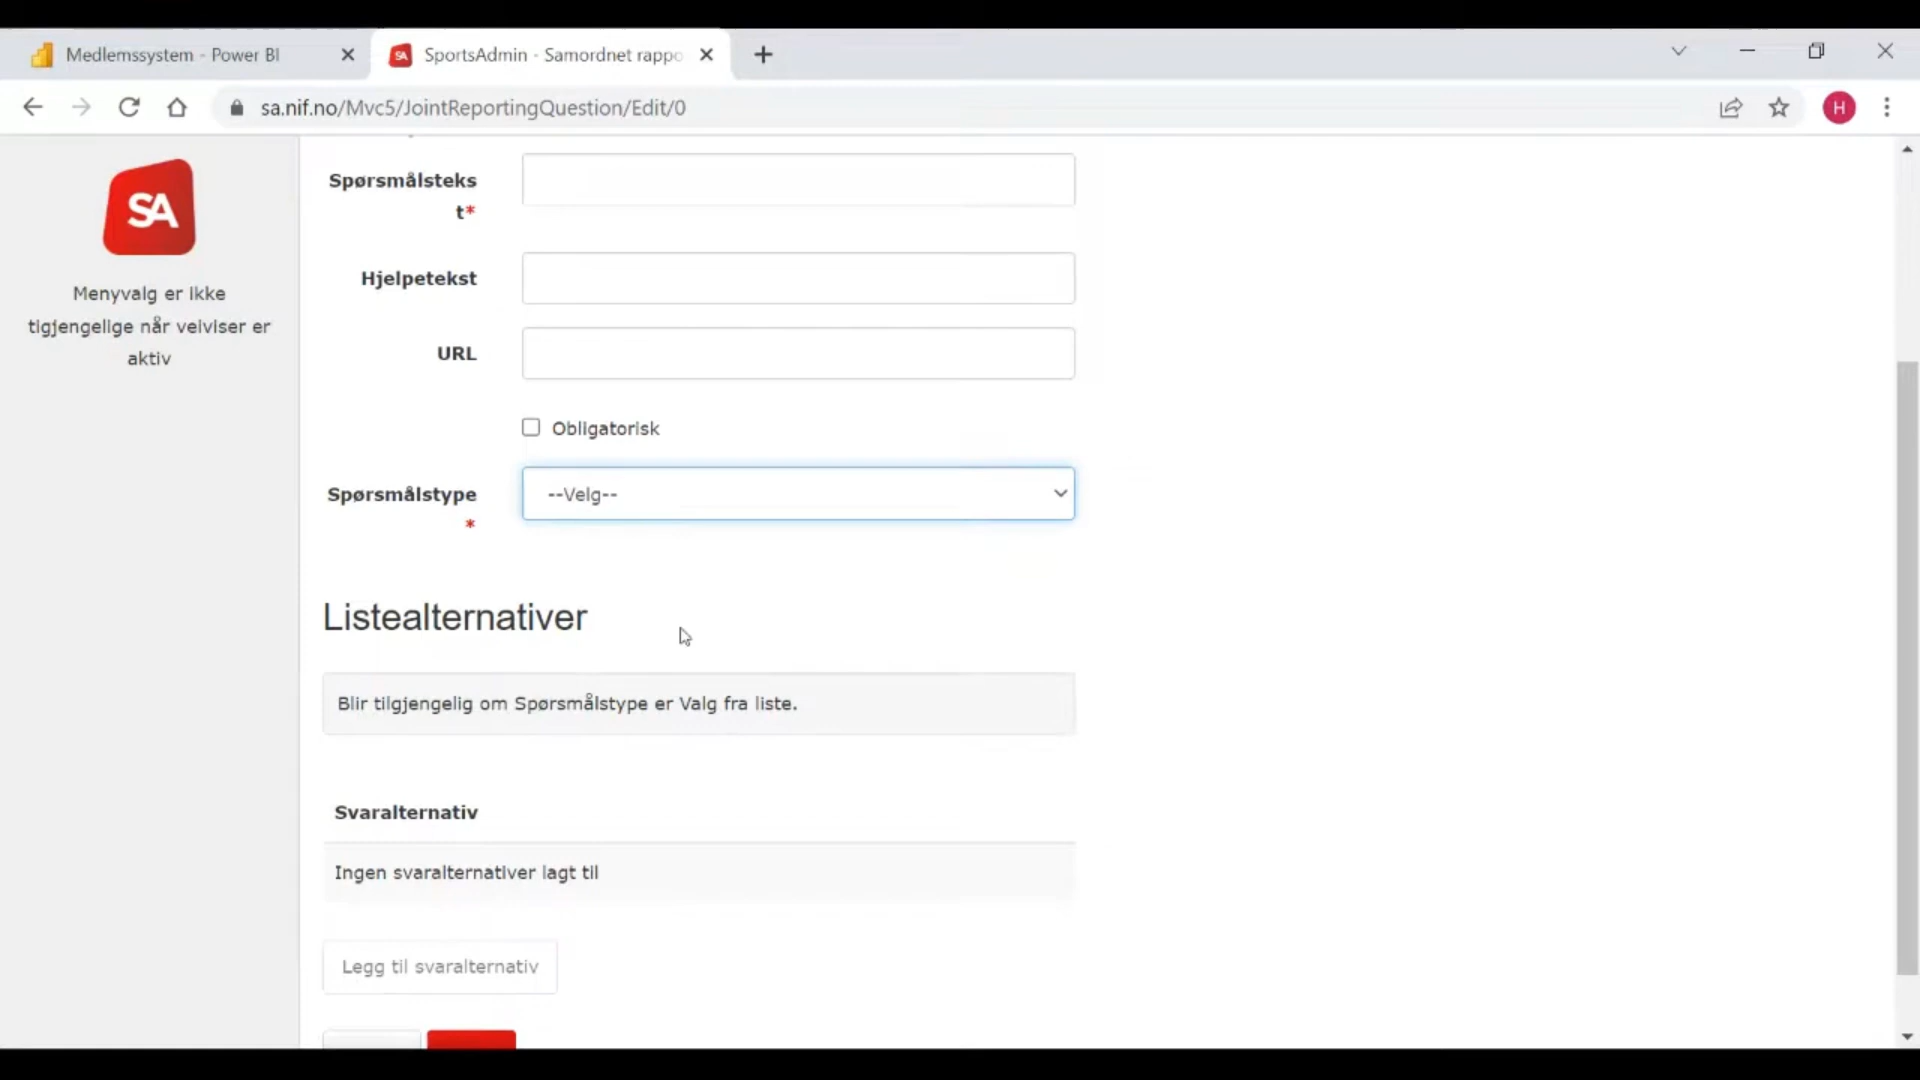 Medlemssystem - Power BI
SportsAdmin - Samordnet rappo
sa.nif.no/Mvc5/JointReportingQuestion/Edit/0
H
SA
Menyvalg er ikke
tigjengelige når veiviser er
aktiv
Spørsmålsteks
t*
Hjelpetekst
URL
Obligatorisk
Spørsmålstype
*
--Velg--
Listealternativer
Blir tilgjengelig om Spørsmålstype er Valg fra liste.
Svaralternativ
Ingen svaralternativer lagt til
Legg til svaralternativ